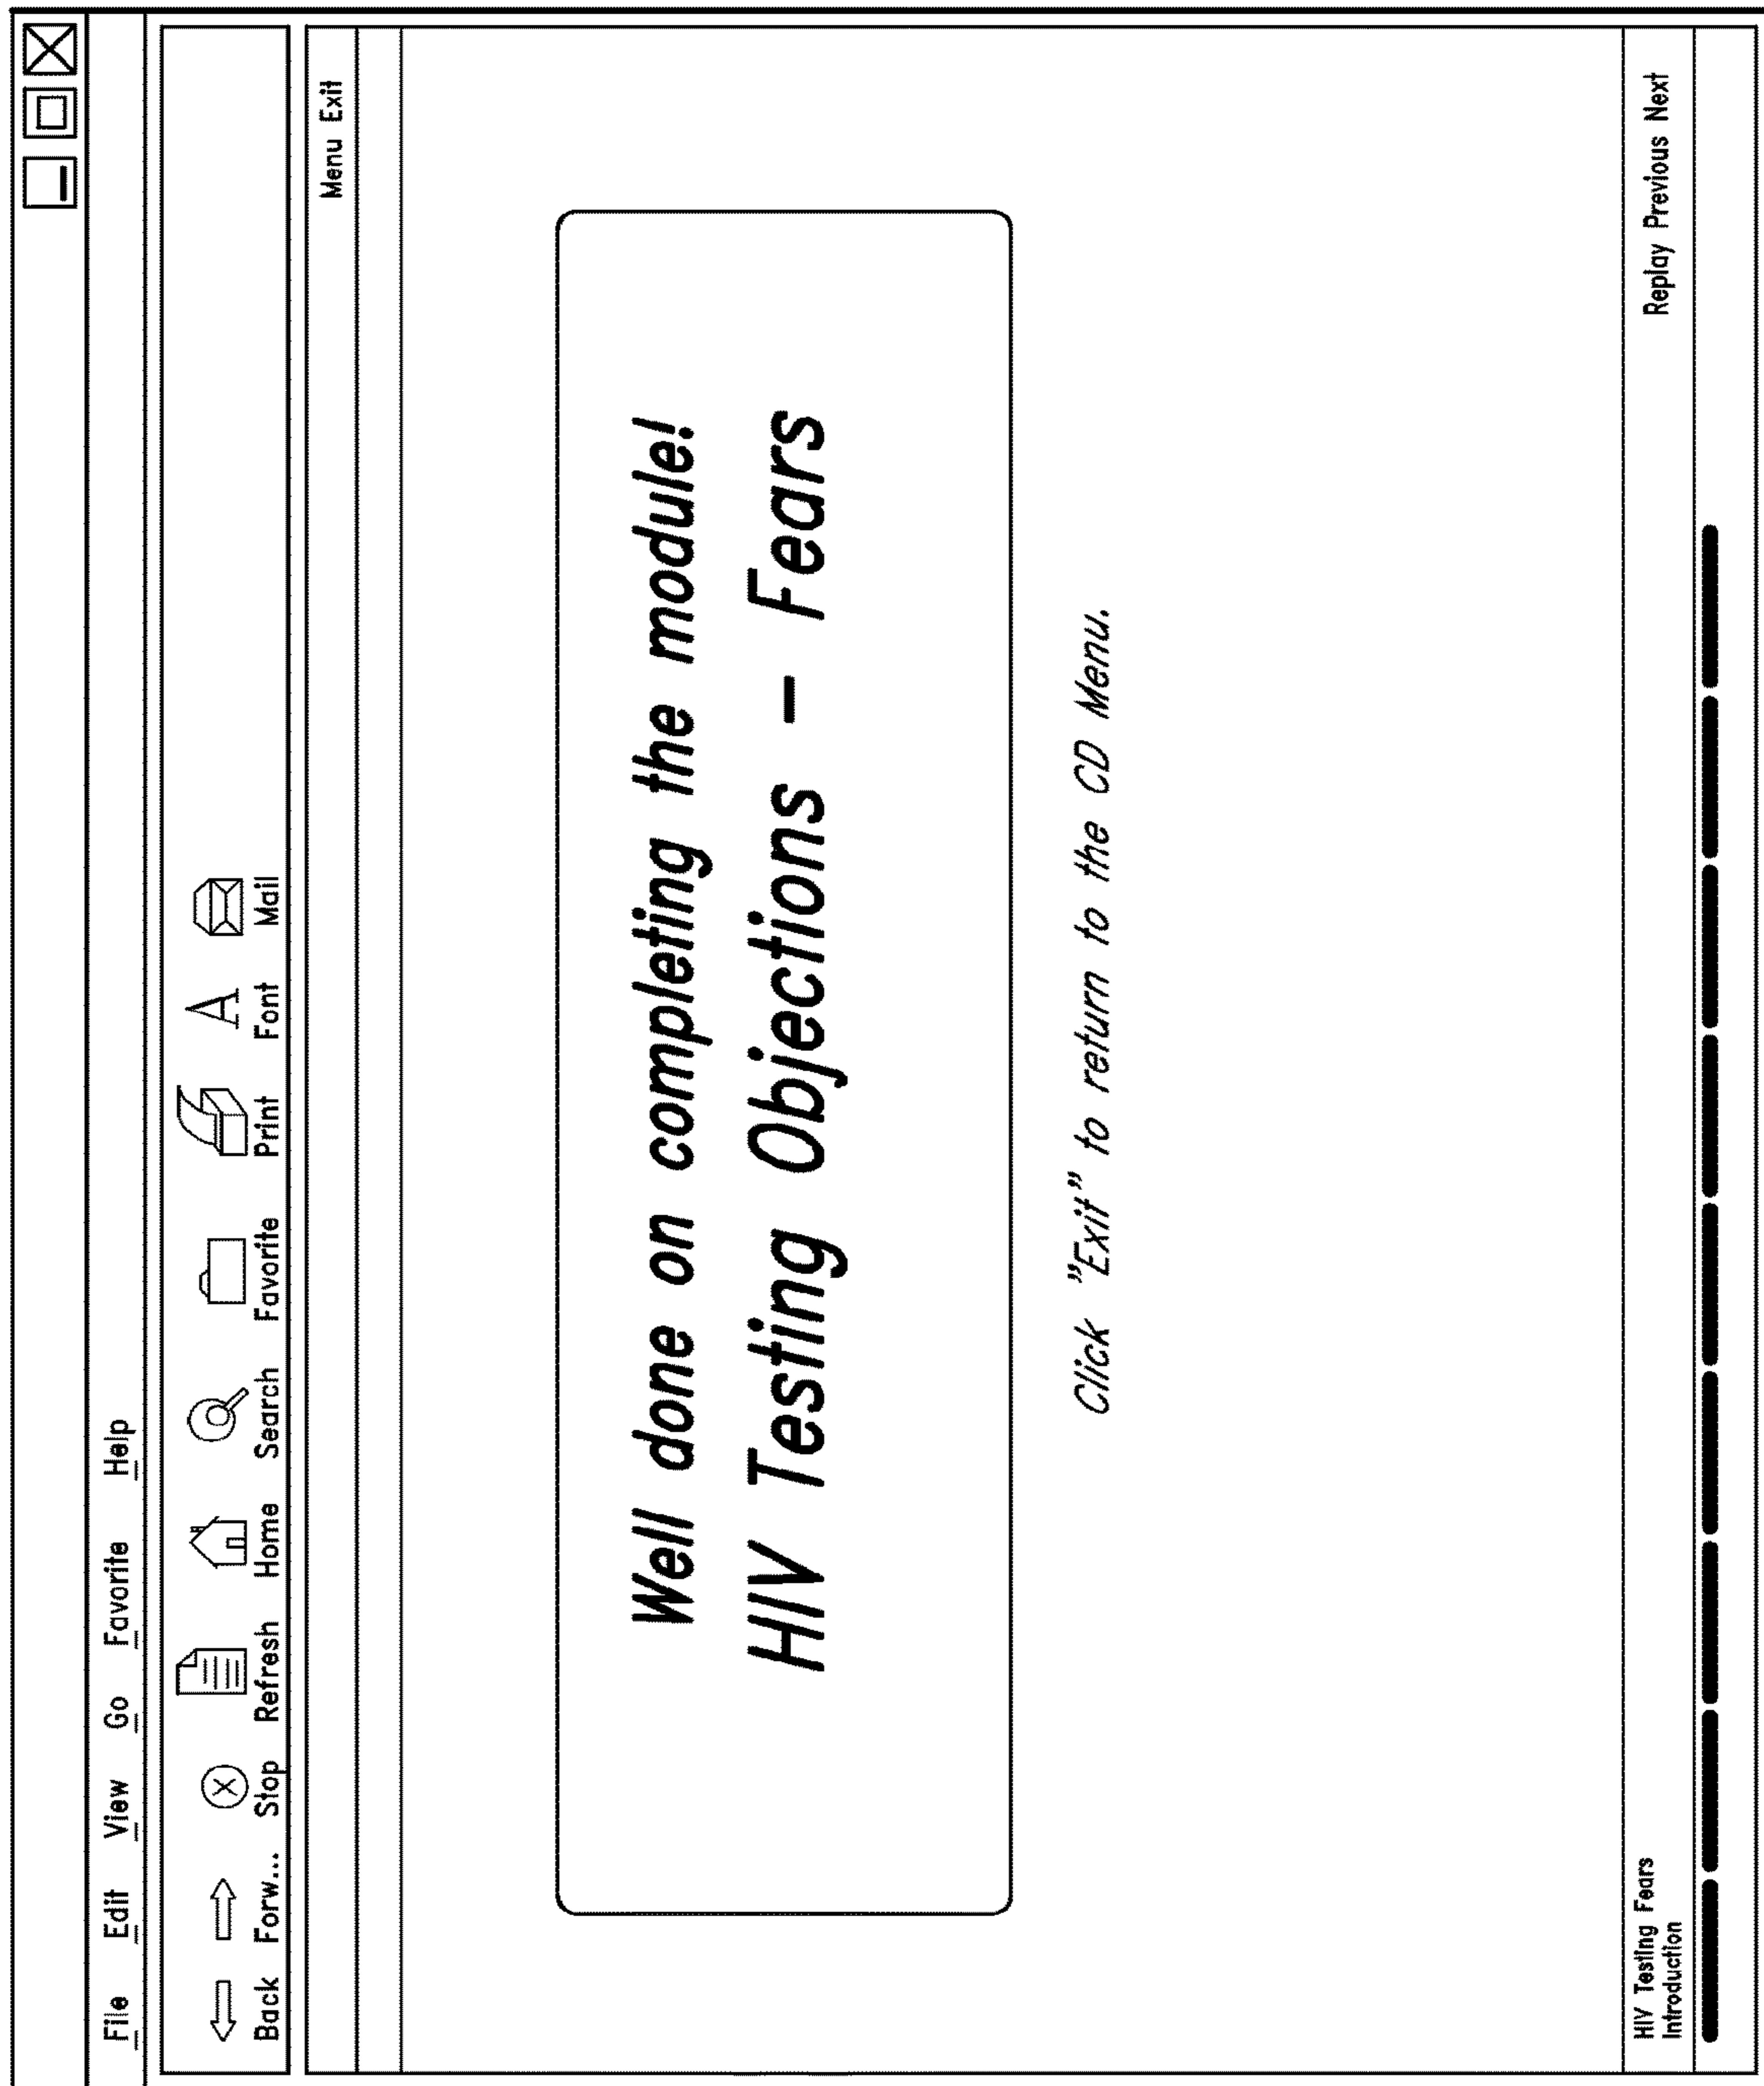 File Edit View Go Favorite Help
Back Forw... Stop Refresh Home Search Favorite Print Font Mail
Menu Exit
Well done on completing the module!
HIV Testing Objections – Fears
Click "Exit" to return to the CD Menu.
HIV Testing Fears
Introduction
Replay Previous Next